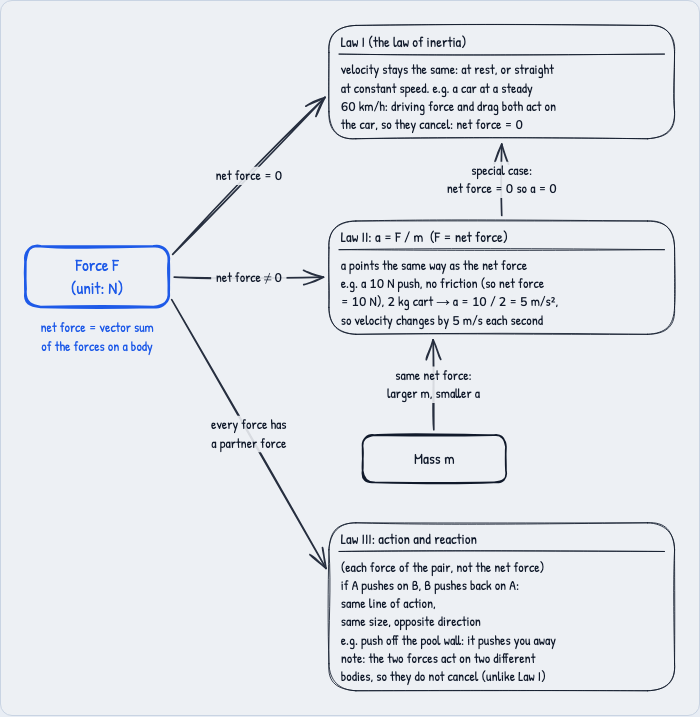 Law I (the law of inertia)
velocity stays the same: at rest, or straight
at constant speed. e.g. a car at a steady
60 km/h: driving force and drag both act on
the car, so they cancel: net force = 0
net force = 0
special case:
net force = 0 so a = 0
Law II: a = F / m (F = net force)
a points the same way as the net force
e.g. a 10 N push, no friction (so net force
= 10 N), 2 kg cart → a = 10 / 2 = 5 m/s²,
so velocity changes by 5 m/s each second
Force F
(unit: N)
net force ≠ 0
net force = vector sum
of the forces on a body
same net force:
larger m, smaller a
every force has
a partner force
Mass m
Law III: action and reaction
(each force of the pair, not the net force)
if A pushes on B, B pushes back on A:
same line of action,
same size, opposite direction
e.g. push off the pool wall: it pushes you away
note: the two forces act on two different
bodies, so they do not cancel (unlike Law I)